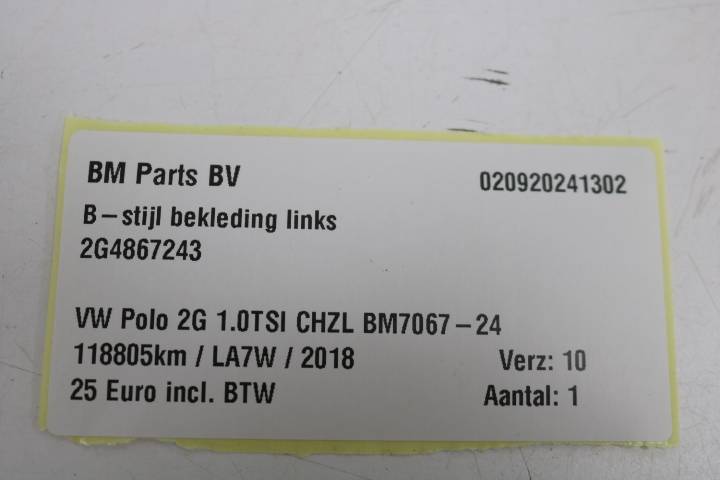 BM Parts BV 020920241302
B-stijl bekleding links
2G4867243
VW Polo 2G 1.0TSI CHZL BM7067-24
118805km / LA7W / 2018 Verz: 10
25 Euro incl. BTW Aantal: 1